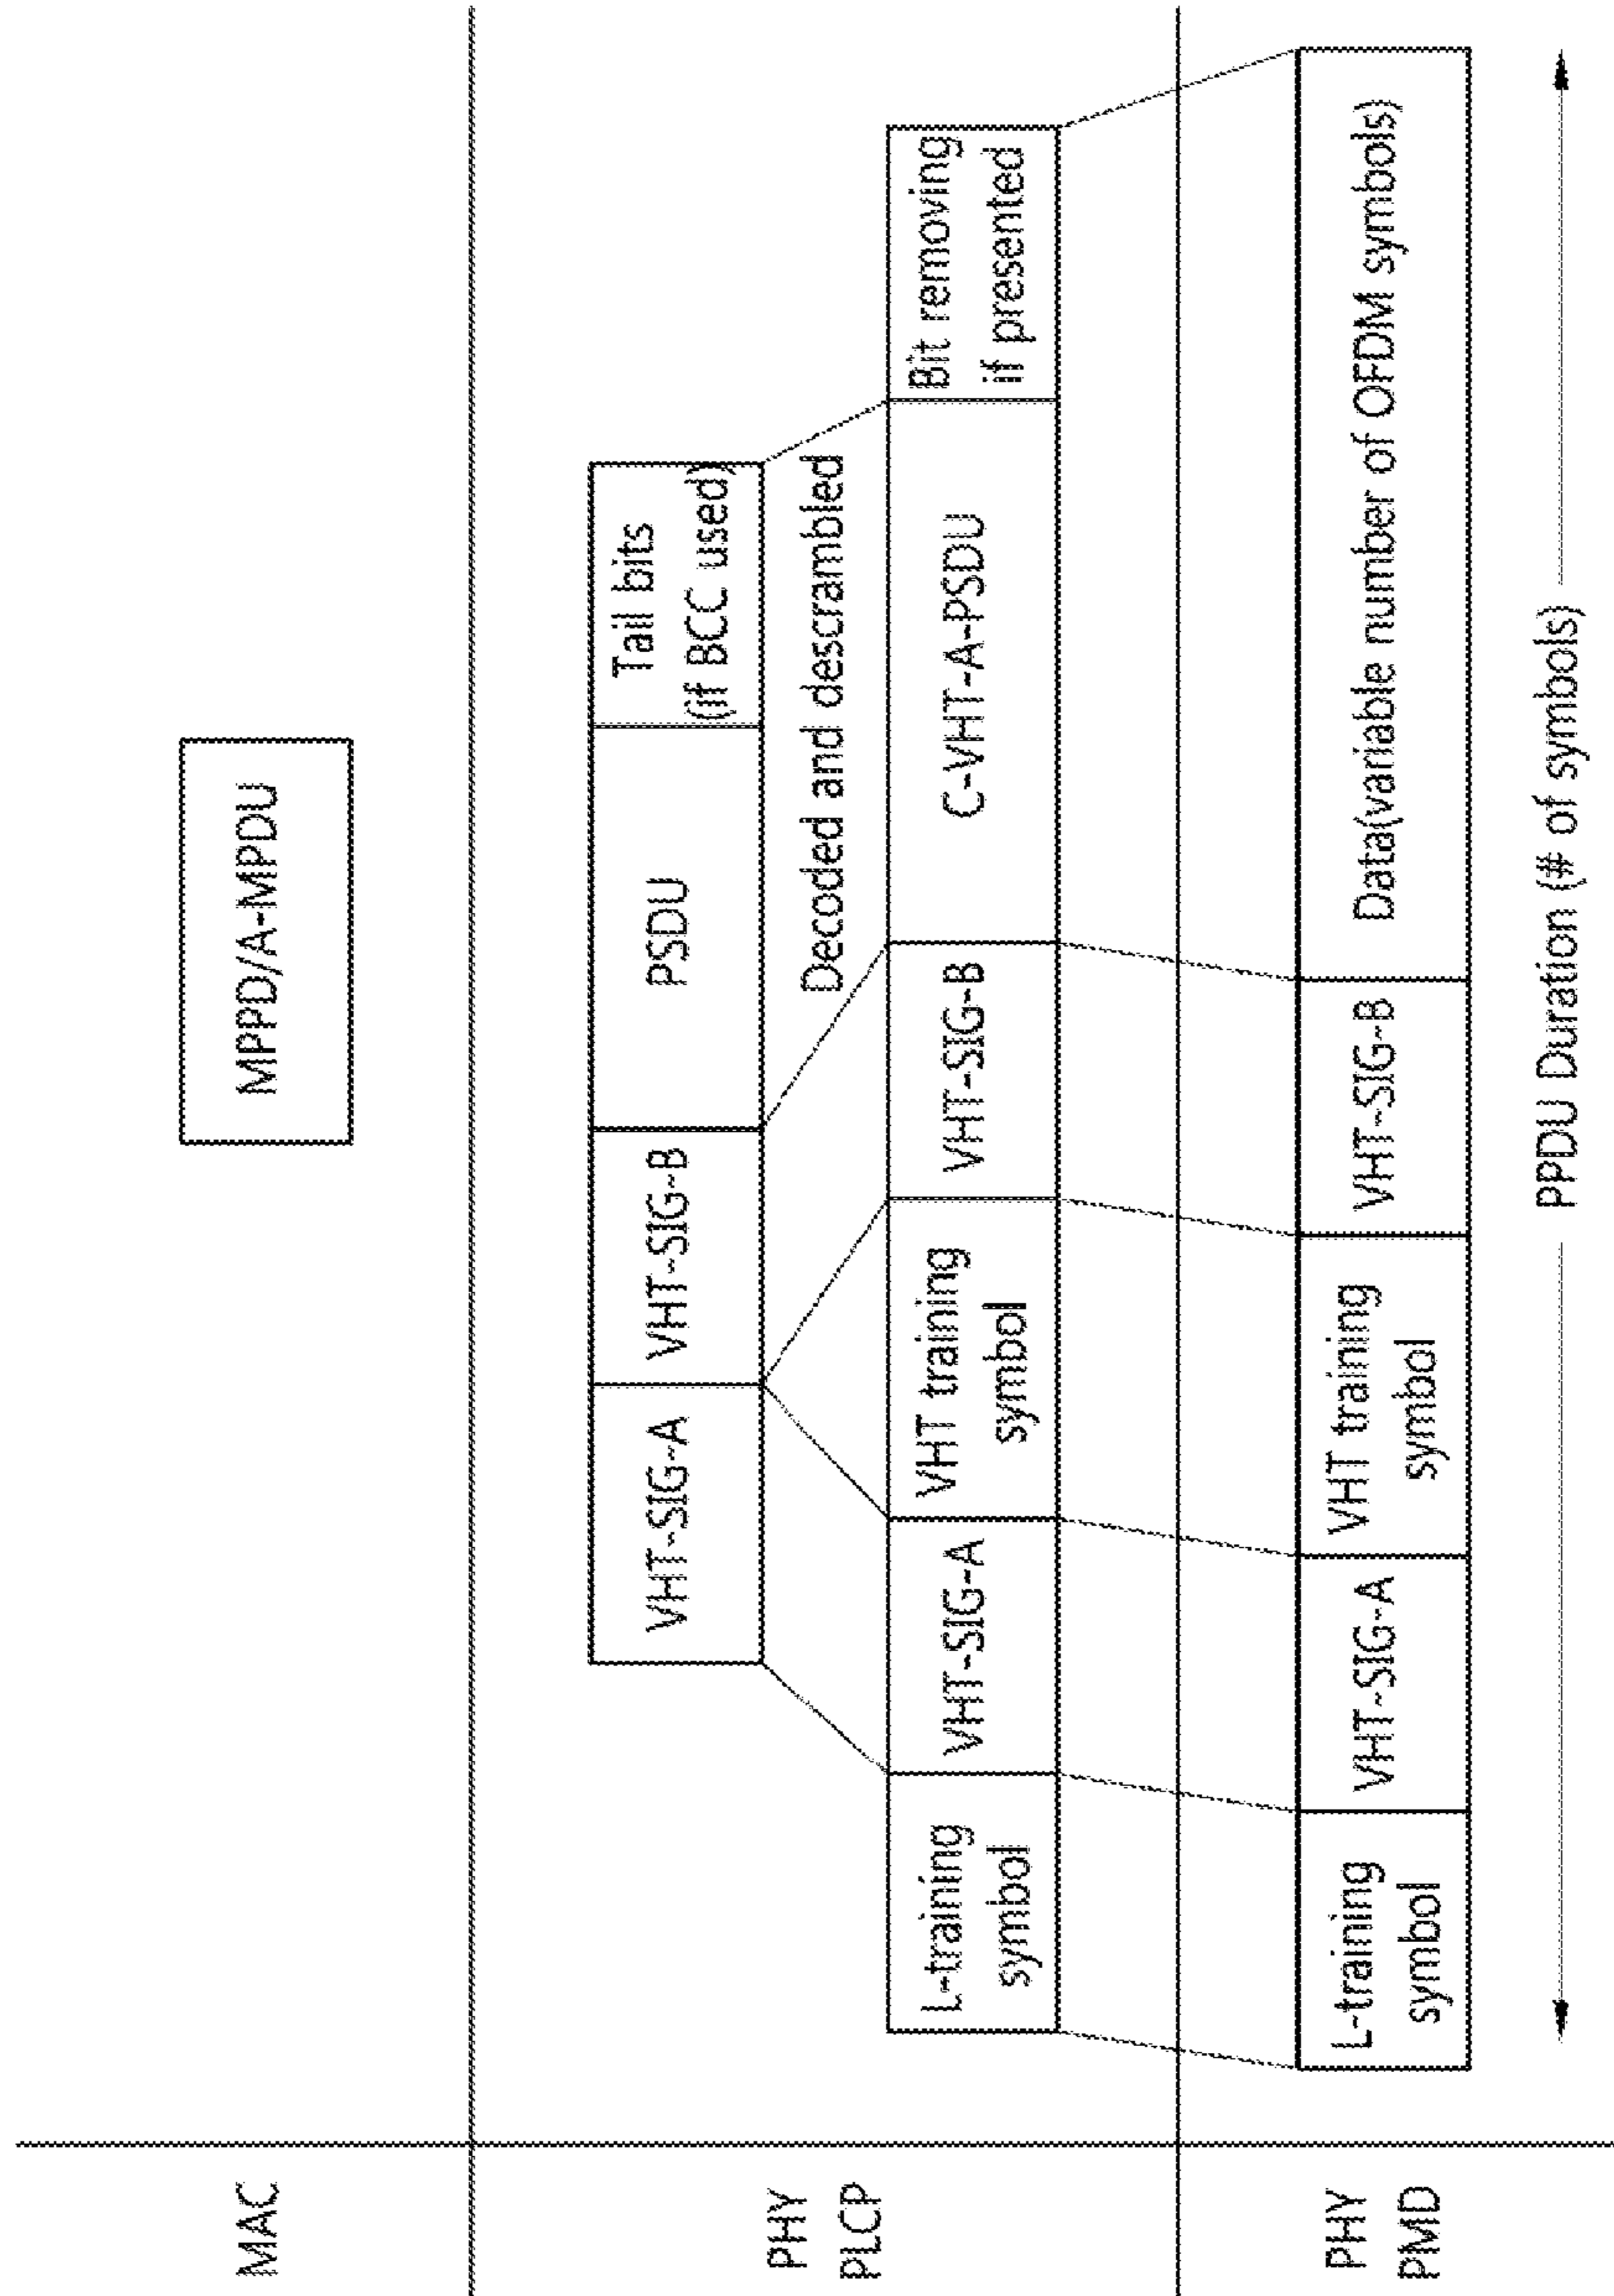 MAC
MPPD/A-MPDU
PHY
PLCP
VHT-SIG-A
VHT-SIG-B
PSDU
Tail bits
(if BCC used)
Decoded and descrambled
L-training
symbol
VHT-SIG-A
VHT training
symbol
VHT-SIG-B
C-VHT-A-PSDU
Bit removing
if presented
PHY
PMD
L-training
symbol
VHT-SIG-A
VHT training
symbol
VHT-SIG-B
Data(variable number of OFDM symbols)
PPDU Duration (# of symbols)